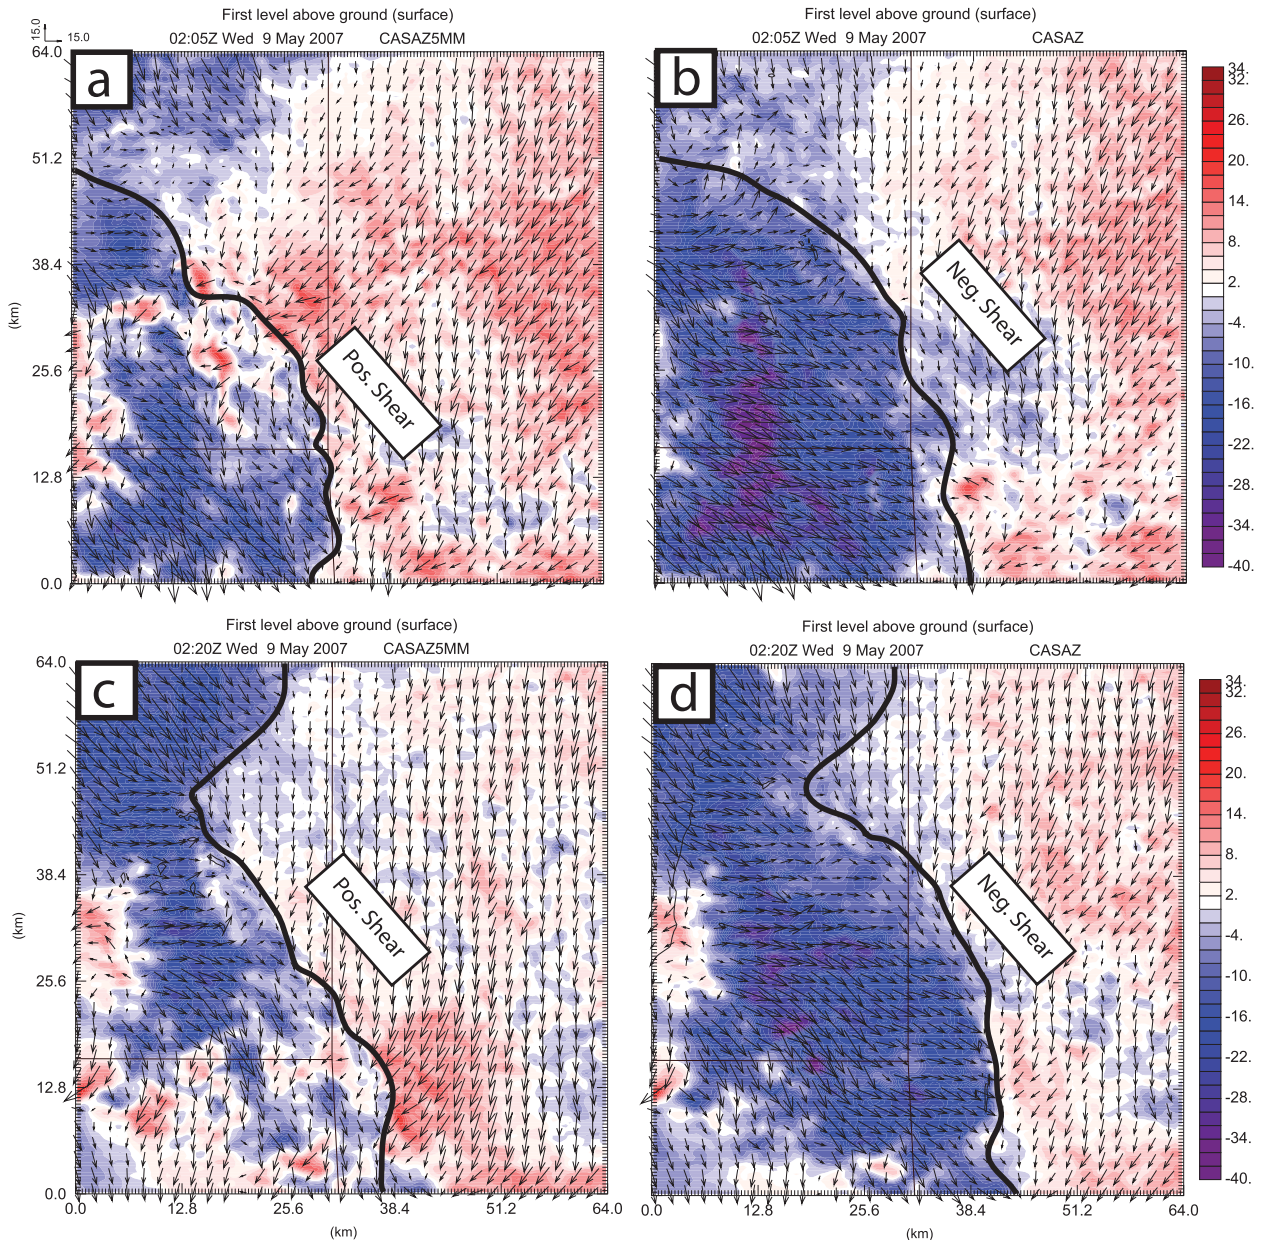 First level above ground (surface)
02:05Z Wed 9 May 2007 CASAZ5MM
15.0
15.0
a
64.0
51.2
38.4
25.6
12.8
0.0
(km)
Pos. Shear
First level above ground (surface)
02:05Z Wed 9 May 2007 CASAZ
b
Neg. Shear
34.
32.
26.
20.
14.
8.
2.
-4.
-10.
-16.
-22.
-28.
-34.
-40.
First level above ground (surface)
02:20Z Wed 9 May 2007 CASAZ5MM
c
64.0
51.2
38.4
25.6
12.8
0.0
(km)
Pos. Shear
12.8 25.6 38.4 51.2 64.0
(km)
First level above ground (surface)
02:20Z Wed 9 May 2007 CASAZ
d
Neg. Shear
0.0 12.8 25.6 38.4 51.2 64.0
(km)
34.
32.
26.
20.
14.
8.
2.
-4.
-10.
-16.
-22.
-28.
-34.
-40.